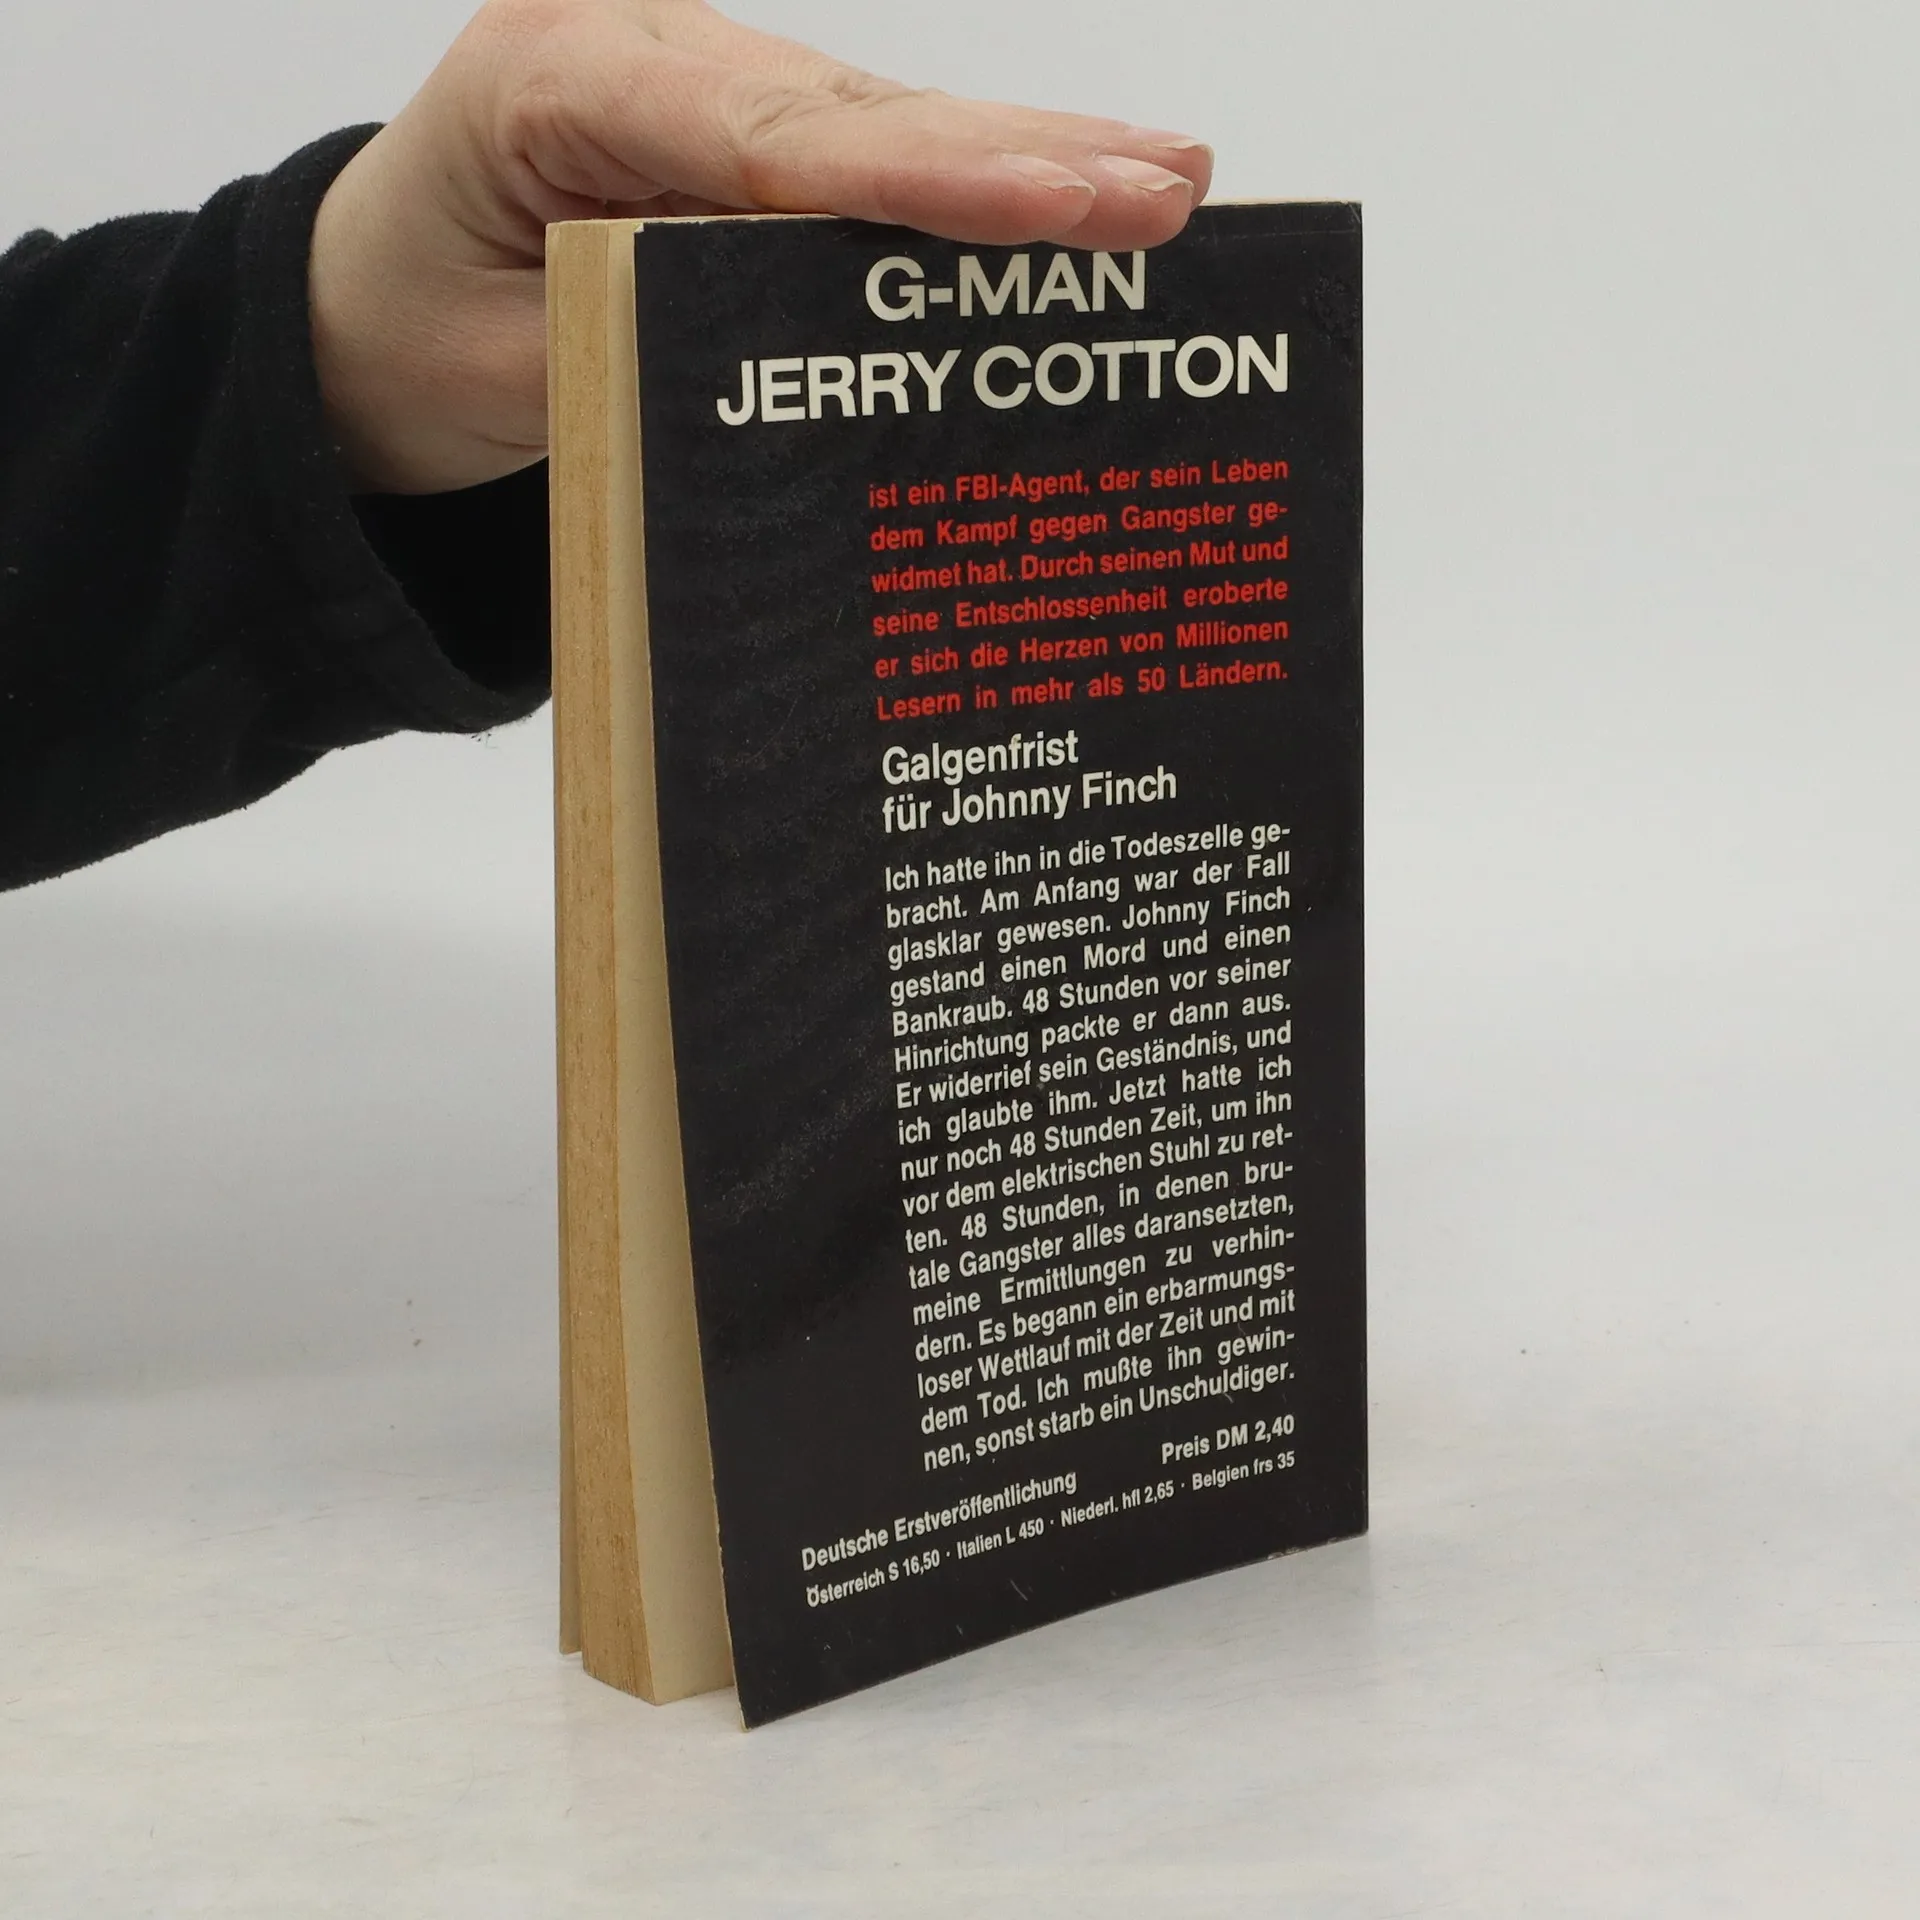 G-MAN
JERRY COTTON
ist ein FBI-Agent, der sein Leben
dem Kampf gegen Gangster ge-
widmet hat. Durch seinen Mut und
seine Entschlossenheit eroberte
er sich die Herzen von Millionen
Lesern in mehr als 50 Ländern.
Galgenfrist
für Johnny Finch
Ich hatte ihn in die Todeszelle ge-
bracht. Am Anfang war der Fall
glasklar gewesen. Johnny Finch
gestand einen Mord und einen
Bankraub. 48 Stunden vor seiner
Hinrichtung packte er dann aus.
Er widerrief sein Geständnis, und
ich glaubte ihm. Jetzt hatte ich
nur noch 48 Stunden Zeit, um ihn
vor dem elektrischen Stuhl zu ret-
ten. 48 Stunden, in denen bru-
tale Gangster alles daransetzten,
meine Ermittlungen zu verhin-
dern. Es begann ein erbarmungs-
loser Wettlauf mit der Zeit und mit
dem Tod. Ich mußte ihn gewin-
nen, sonst starb ein Unschuldiger.
Deutsche Erstveröffentlichung Preis DM 2,40
Österreich S 16,50 · Italien L 450 · Niederl. hfl 2,65 · Belgien frs 35